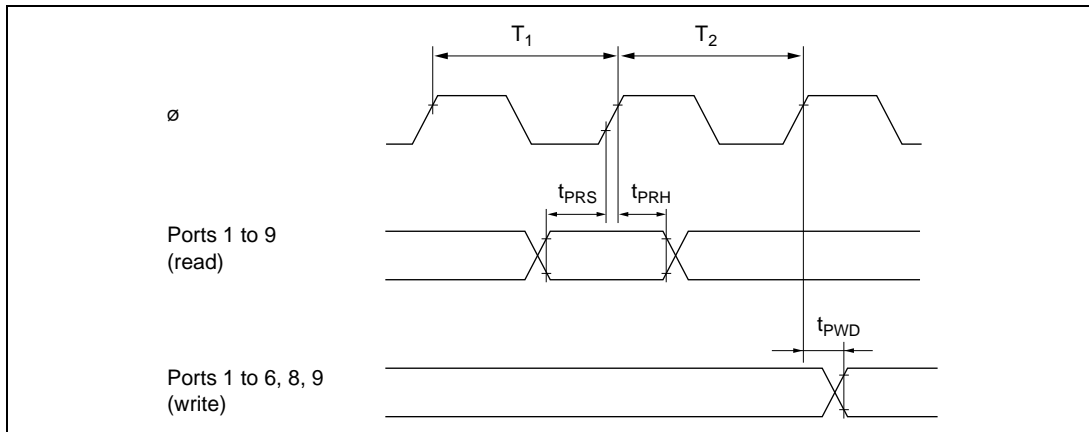 T1 T2
ø
tPRS tPRH
Ports 1 to 9
(read)
tPWD
Ports 1 to 6, 8, 9
(write)